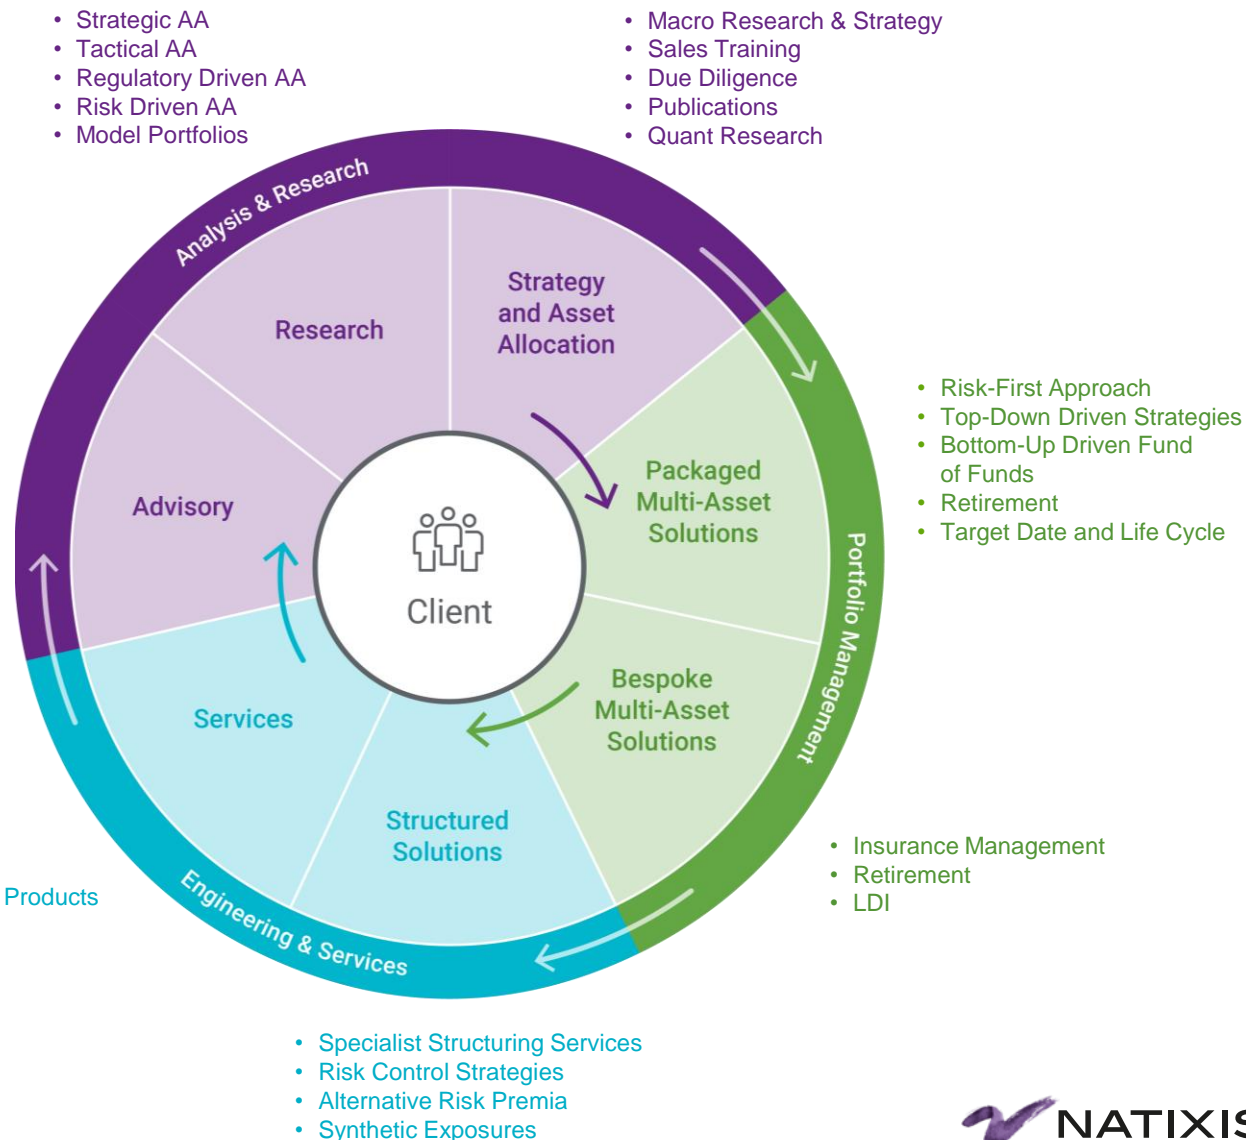 • Strategic AA
• Tactical AA
• Regulatory Driven AA
• Risk Driven AA
• Model Portfolios
• Macro Research & Strategy
• Sales Training
• Due Diligence
• Publications
• Quant Research
Analysis & Research
Research
Strategy
and Asset
Allocation
Advisory
Packaged
Multi-Asset
Solutions
Client
• Risk-First Approach
• Top-Down Driven Strategies
• Bottom-Up Driven Fund
of Funds
• Retirement
• Target Date and Life Cycle
Portfolio Management
Services
Bespoke
Multi-Asset
Solutions
Structured
Solutions
• Insurance Management
• Retirement
• LDI
Products
Engineering & Services
• Specialist Structuring Services
• Risk Control Strategies
• Alternative Risk Premia
• Synthetic Exposures
NATIXIS